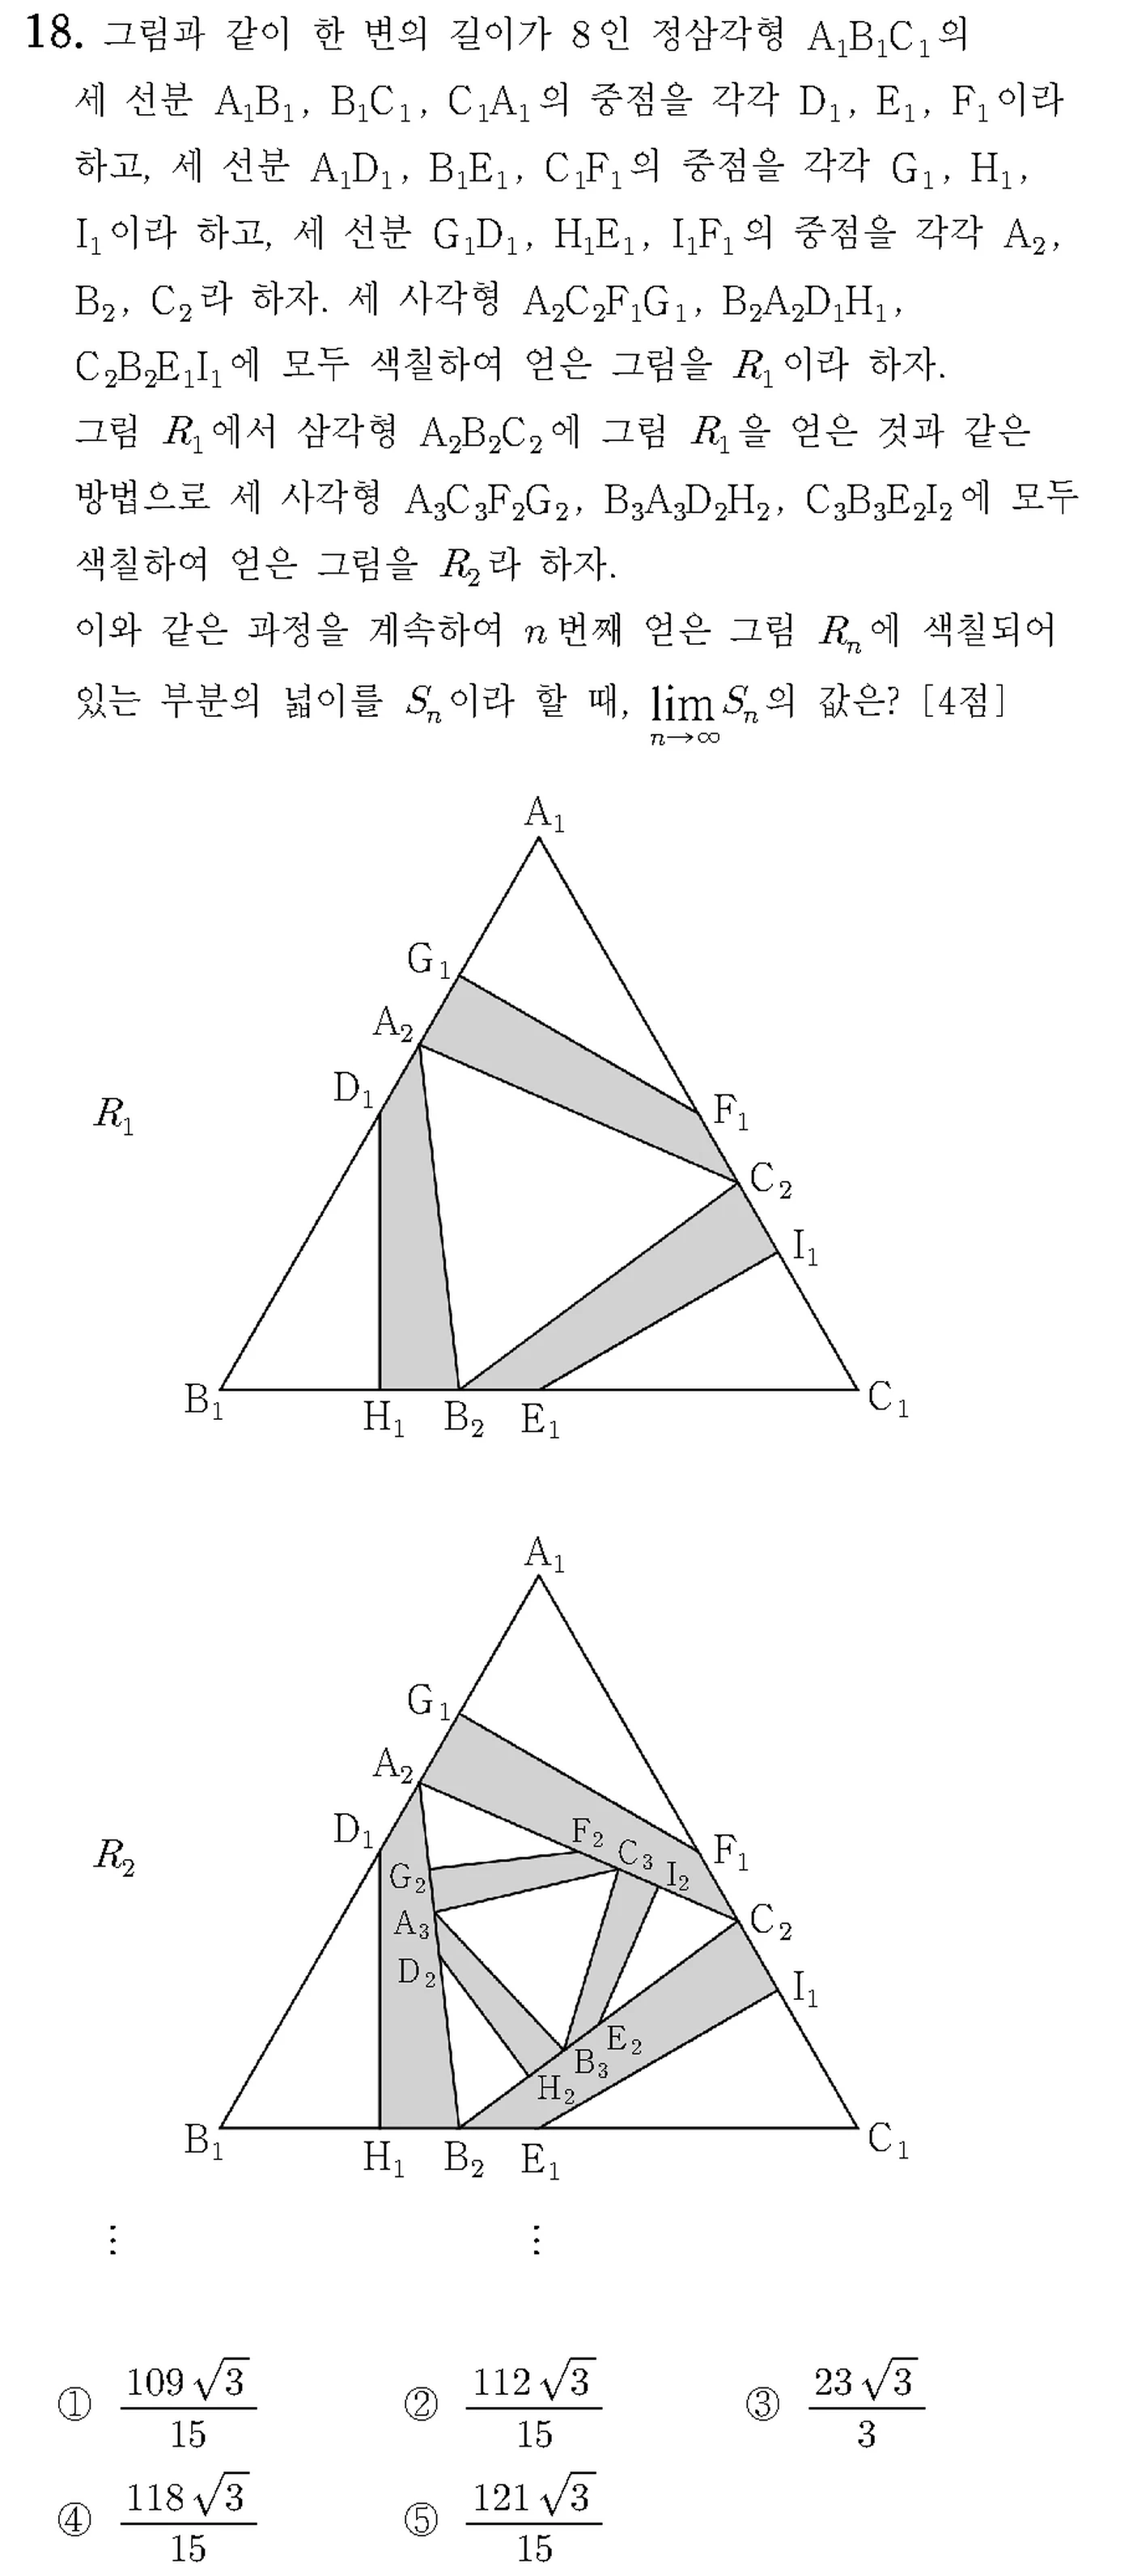 18. 그림과 같이 한 변의 길이가 8인 정삼각형 A₁B₁C₁의
세 선분 A₁B₁, B₁C₁, C₁A₁의 중점을 각각 D₁, E₁, F₁이라
하고, 세 선분 A₁D₁, B₁E₁, C₁F₁의 중점을 각각 G₁, H₁,
I₁이라 하고, 세 선분 G₁D₁, H₁E₁, I₁F₁의 중점을 각각 A₂,
B₂, C₂라 하자. 세 사각형 A₂C₂F₁G₁, B₂A₂D₁H₁,
C₂B₂E₁I₁에 모두 색칠하여 얻은 그림을 R₁이라 하자.
그림 R₁에서 삼각형 A₂B₂C₂에 그림 R₁을 얻은 것과 같은
방법으로 세 사각형 A₃C₃F₂G₂, B₃A₃D₂H₂, C₃B₃E₂I₂에 모두
색칠하여 얻은 그림을 R₂라 하자.
이와 같은 과정을 계속하여 n번째 얻은 그림 Rₙ에 색칠되어
있는 부분의 넓이를 Sₙ이라 할 때, lim n→∞ Sₙ의 값은? [4점]
A₁
G₁
A₂
D₁
R₁
F₁
C₂
I₁
B₁ H₁ B₂ E₁ C₁
A₁
G₁
A₂
D₁
R₂
F₂ C₃ I₂ F₁
G₂
A₃
D₂
C₂
I₁
E₂
B₃
H₂
B₁ H₁ B₂ E₁ C₁
⋮ ⋮
① 109√3/15 ② 112√3/15 ③ 23√3/3
④ 118√3/15 ⑤ 121√3/15